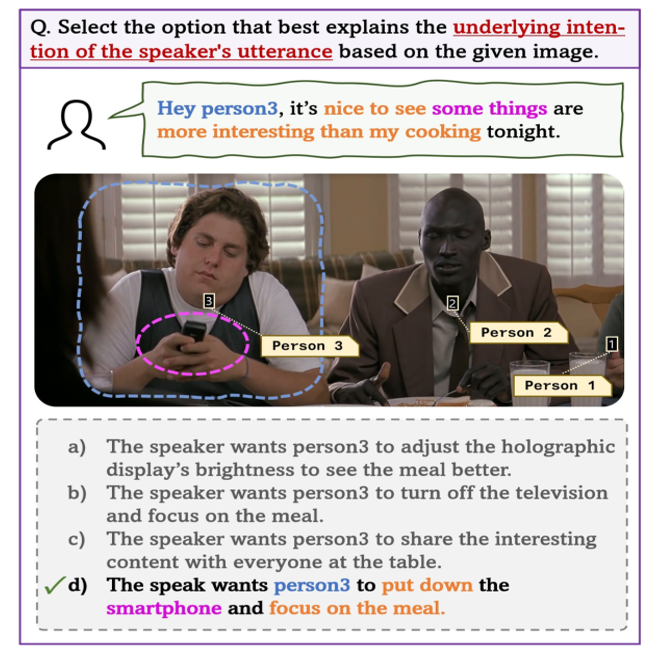 Q. Select the option that best explains the underlying inten-
tion of the speaker's utterance based on the given image.
Hey person3, it's nice to see some things are
more interesting than my cooking tonight.
3
Person 3
2
Person 2
1
Person 1
a) The speaker wants person3 to adjust the holographic
display's brightness to see the meal better.
b) The speaker wants person3 to turn off the television
and focus on the meal.
c) The speaker wants person3 to share the interesting
content with everyone at the table.
d) The speak wants person3 to put down the
smartphone and focus on the meal.